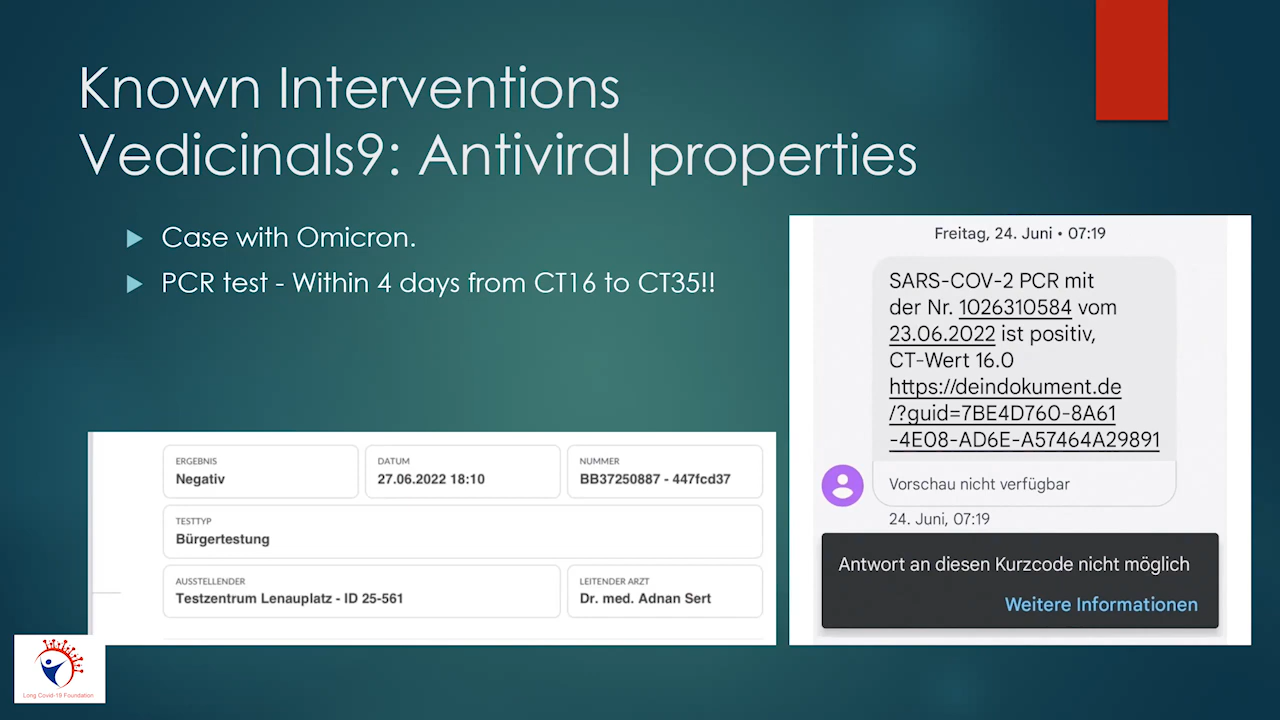 Known Interventions
Vedicinals9: Antiviral properties
Case with Omicron.
PCR test - Within 4 days from CT16 to CT35!!
Freitag, 24. Juni • 07:19
SARS-COV-2 PCR mit
der Nr. 1026310584 vom
23.06.2022 ist positiv,
CT-Wert 16.0
https://deindokument.de
/?guid=7BE4D760-8A61
-4E08-AD6E-A57464A29891
Vorschau nicht verfügbar
24. Juni, 07:19
Antwort an diesen Kurzcode nicht möglich
Weitere Informationen
ERGEBNIS
Negativ
DATUM
27.06.2022 18:10
NUMMER
BB37250887 - 447fcd37
TESTTYP
Bürgertestung
AUSSTELLENDER
Testzentrum Lenauplatz - ID 25-561
LEITENDER ARZT
Dr. med. Adnan Sert
Long Covid-19 Foundation